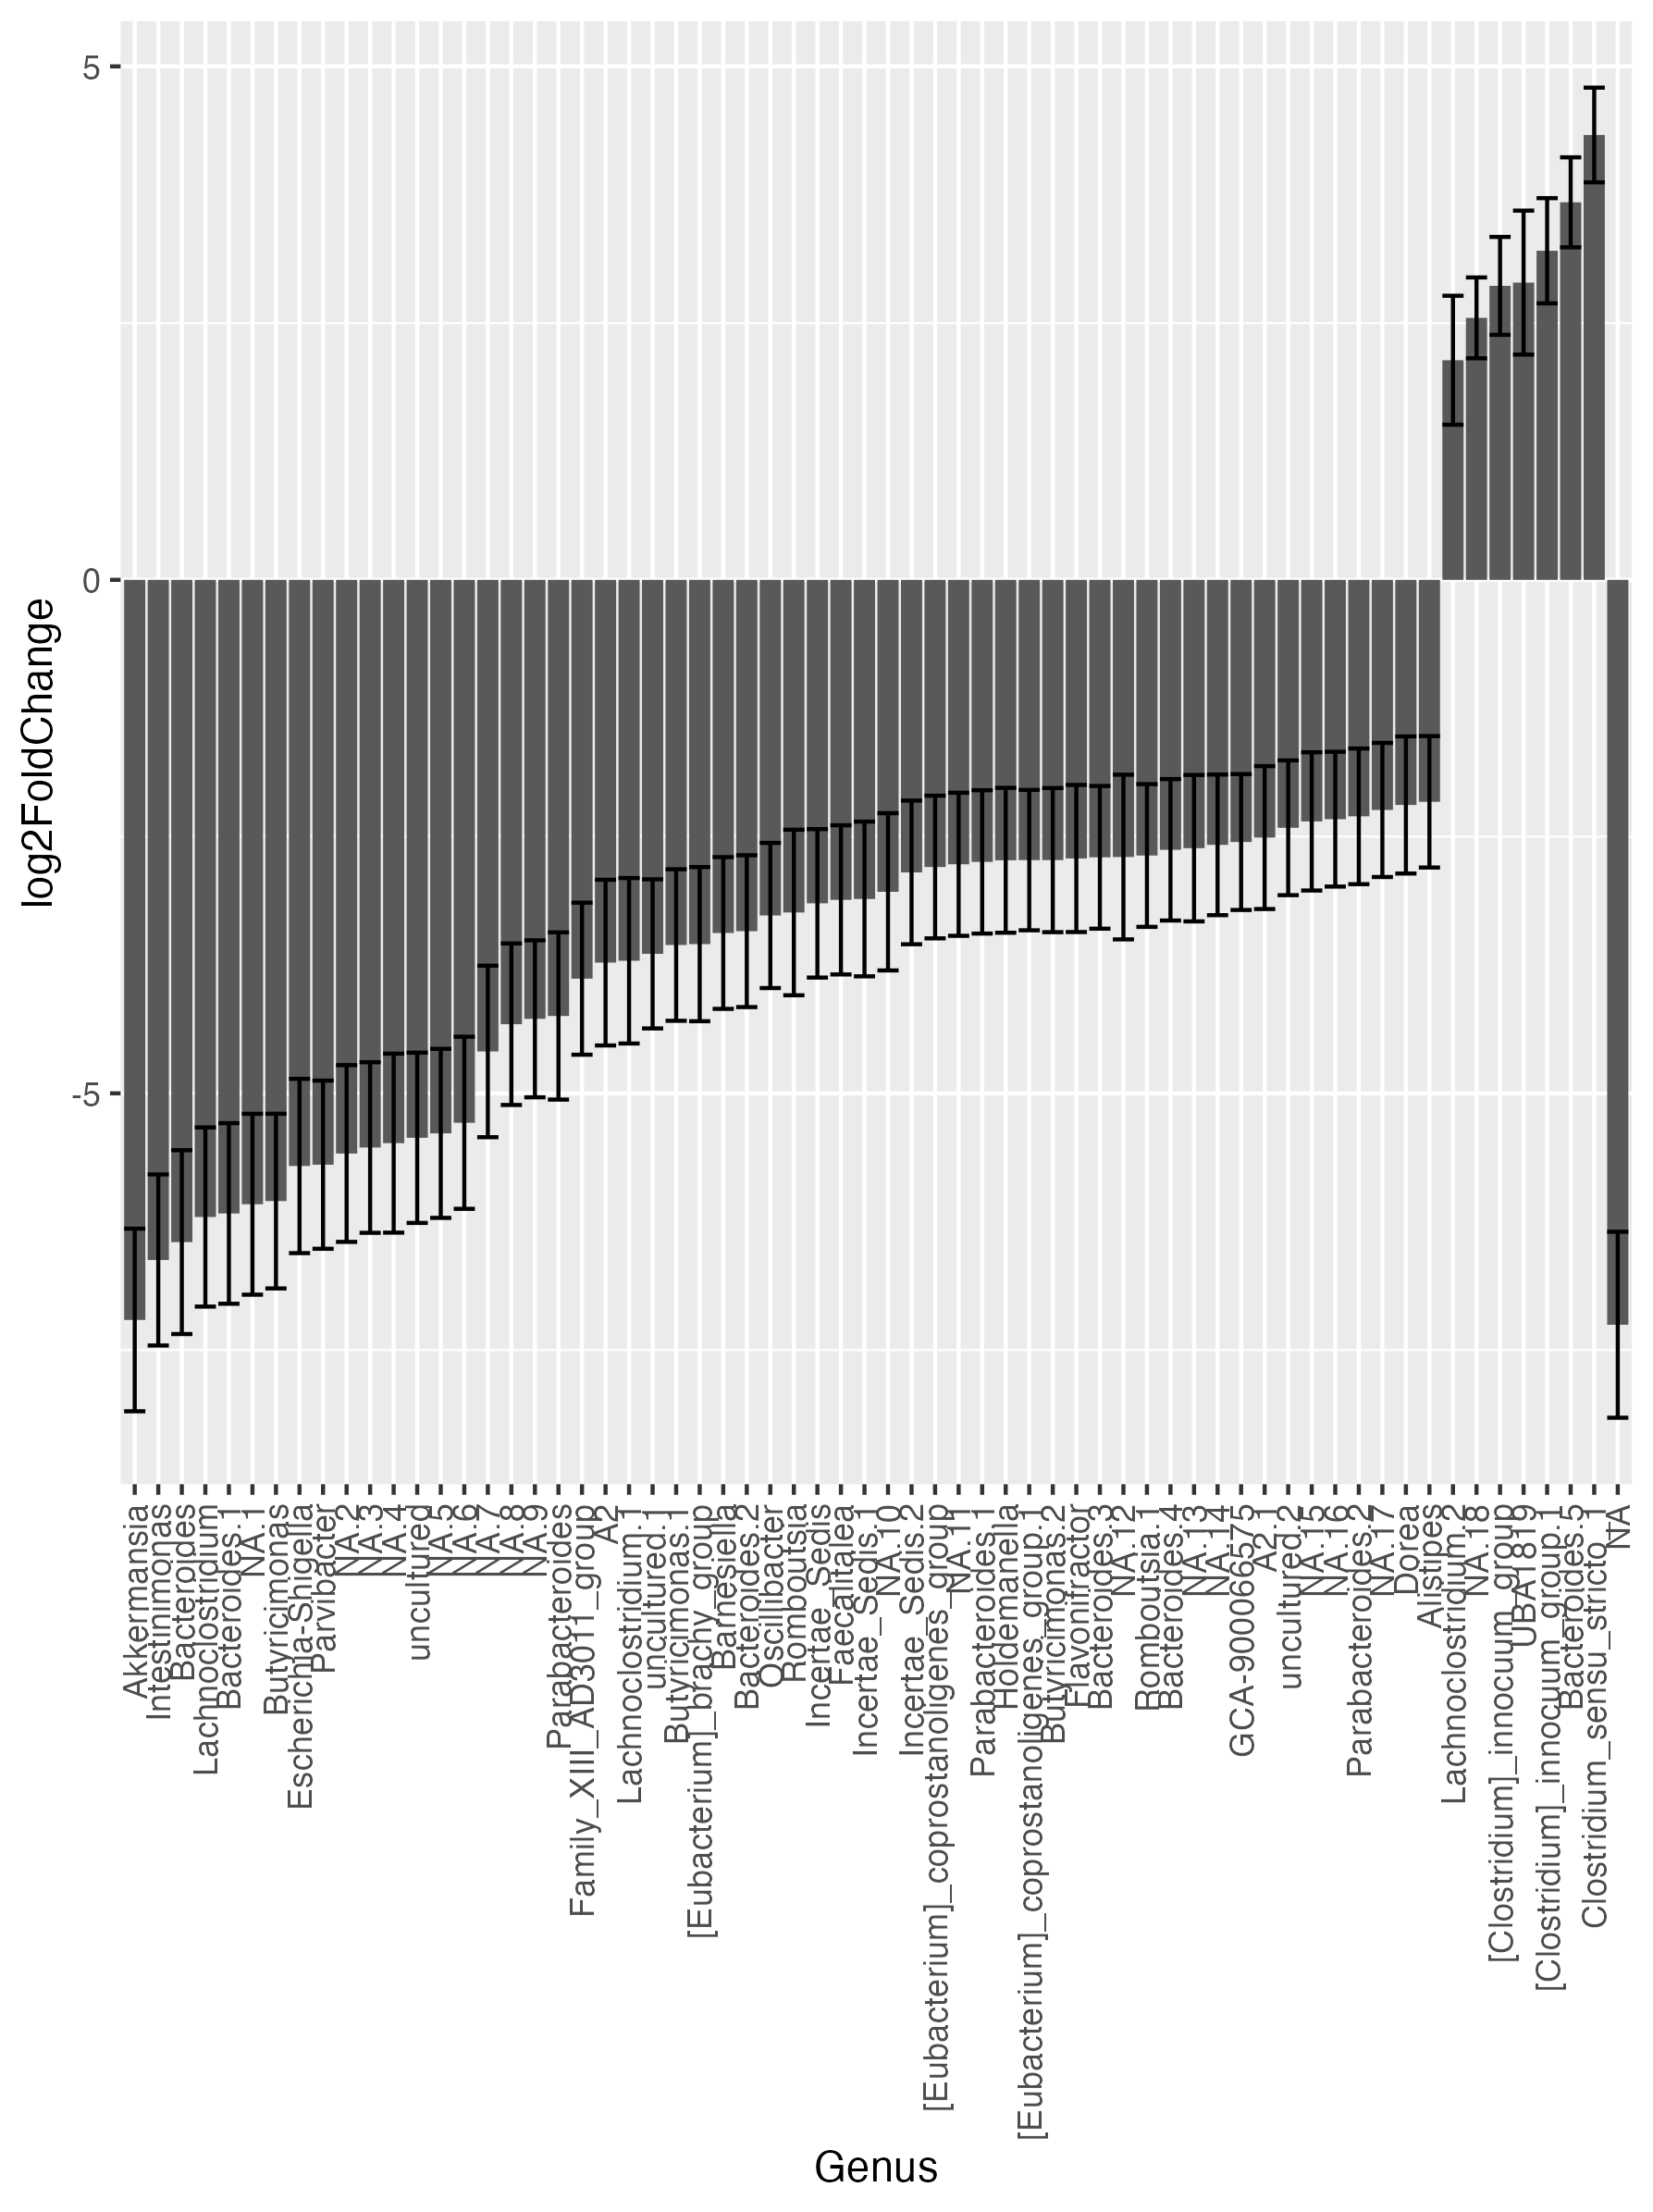 log2FoldChange
5
0
-5
Akkermansia
Intestinimonas
Bacteroides
Lachnoclostridium
Bacteroides.1
NA.1
Butyricimonas
Escherichia-Shigella
Parvibacter
NA.2
NA.3
NA.4
uncultured
NA.5
NA.6
NA.7
NA.8
NA.9
Parabacteroides
Family_XIII_AD3011_group
A2
Lachnoclostridium.1
uncultured.1
Butyricimonas.1
[Eubacterium]_brachy_group
Barnesiella
Bacteroides.2
Oscillibacter
Romboutsia
Incertae_Sedis
Faecalitalea
Incertae_Sedis.1
NA.10
Incertae_Sedis.2
[Eubacterium]_coprostanoligenes_group
NA.11
Parabacteroides.1
Holdemanella
[Eubacterium]_coprostanoligenes_group.1
Butyricimonas.2
Flavonifractor
Bacteroides.3
NA.12
Romboutsia.1
Bacteroides.4
NA.13
NA.14
GCA-900066575
A2.1
uncultured.2
NA.15
NA.16
Parabacteroides.2
NA.17
Dorea
Alistipes
Lachnoclostridium.2
NA.18
[Clostridium]_innocuum_group
UBA1819
[Clostridium]_innocuum_group.1
Bacteroides.5
Clostridium_sensu_stricto_1
NA
Genus